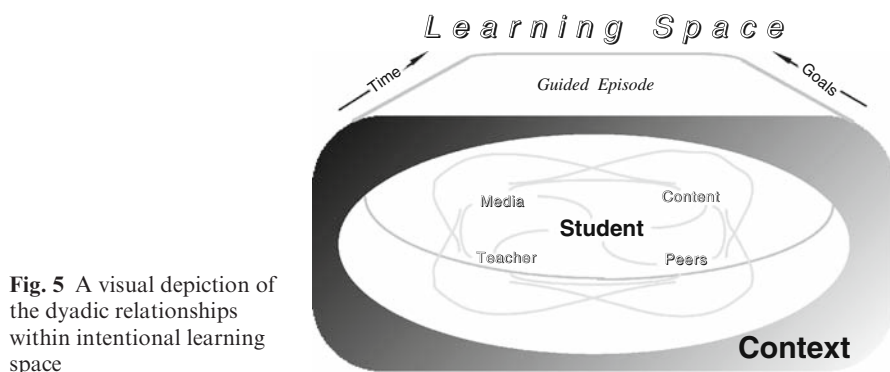 Learning Space
Time
Goals
Guided Episode
Media
Content
Student
Teacher
Peers
Context
Fig. 5 A visual depiction of
the dyadic relationships
within intentional learning
space